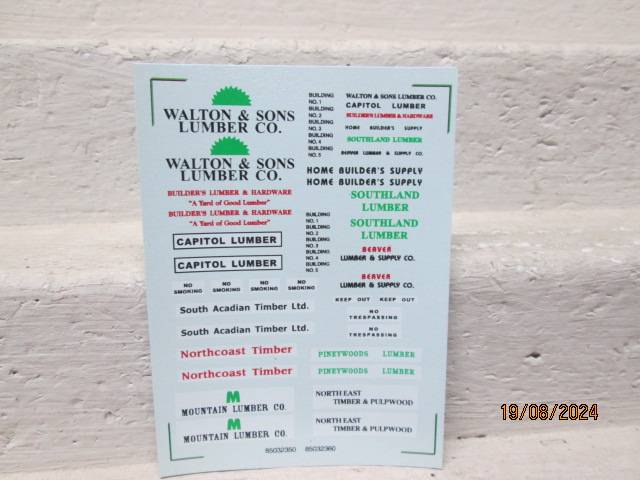 WALTON & SONS
LUMBER CO.
WALTON & SONS
LUMBER CO.
BUILDER'S LUMBER & HARDWARE
"A Yard of Good Lumber"
BUILDER'S LUMBER & HARDWARE
"A Yard of Good Lumber"
CAPITOL LUMBER
CAPITOL LUMBER
NO SMOKING
NO SMOKING
NO SMOKING
NO SMOKING
South Acadian Timber Ltd.
South Acadian Timber Ltd.
Northcoast Timber
Northcoast Timber
M
MOUNTAIN LUMBER CO.
M
MOUNTAIN LUMBER CO.
BUILDING
NO. 1
BUILDING
NO. 2
BUILDING
NO. 3
BUILDING
NO. 4
BUILDING
NO. 5
WALTON & SONS LUMBER CO.
CAPITOL LUMBER
BUILDER'S LUMBER & HARDWARE
HOME BUILDER'S SUPPLY
SOUTHLAND LUMBER
BEAVER LUMBER & SUPPLY CO.
HOME BUILDER'S SUPPLY
HOME BUILDER'S SUPPLY
SOUTHLAND
LUMBER
SOUTHLAND
LUMBER
BUILDING
NO. 1
BUILDING
NO. 2
BUILDING
NO. 3
BUILDING
NO. 4
BUILDING
NO. 5
BEAVER
LUMBER & SUPPLY CO.
BEAVER
LUMBER & SUPPLY CO.
KEEP OUT KEEP OUT
NO
TRESPASSING
NO
TRESPASSING
PINEYWOODS LUMBER
PINEYWOODS LUMBER
NORTH EAST
TIMBER & PULPWOOD
NORTH EAST
TIMBER & PULPWOOD
65032350 65032360
19/08/2024